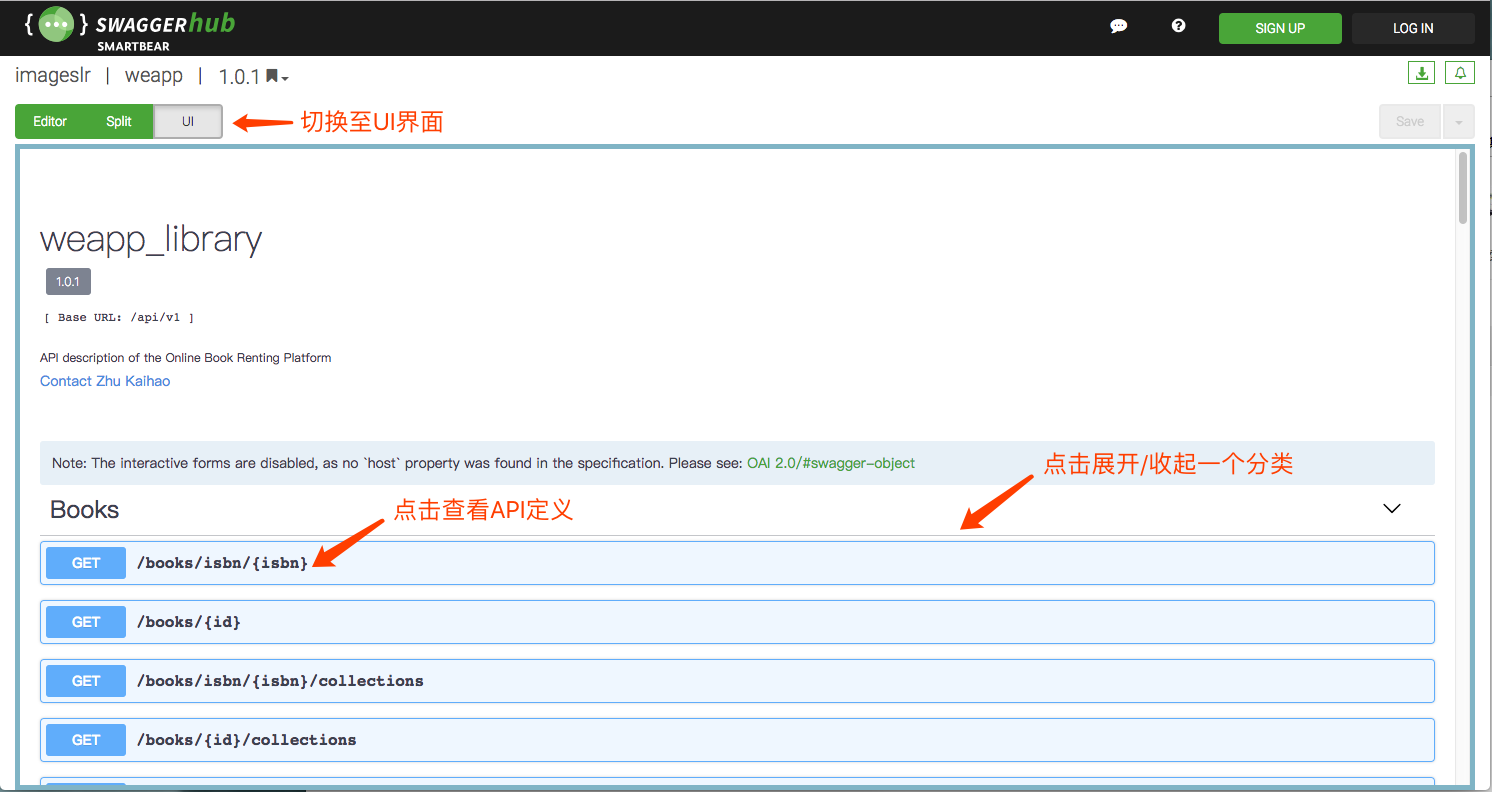 { } SWAGGERhub
SMARTBEAR
SIGN UP
LOG IN
imageslr | weapp | 1.0.1
Editor Split UI
切换至UI界面
Save
weapp_library
1.0.1
[ Base URL: /api/v1 ]
API description of the Online Book Renting Platform
Contact Zhu Kaihao
Note: The interactive forms are disabled, as no `host` property was found in the specification. Please see: OAI 2.0/#swagger-object
点击展开/收起一个分类
Books
点击查看API定义
GET /books/isbn/{isbn}
GET /books/{id}
GET /books/isbn/{isbn}/collections
GET /books/{id}/collections